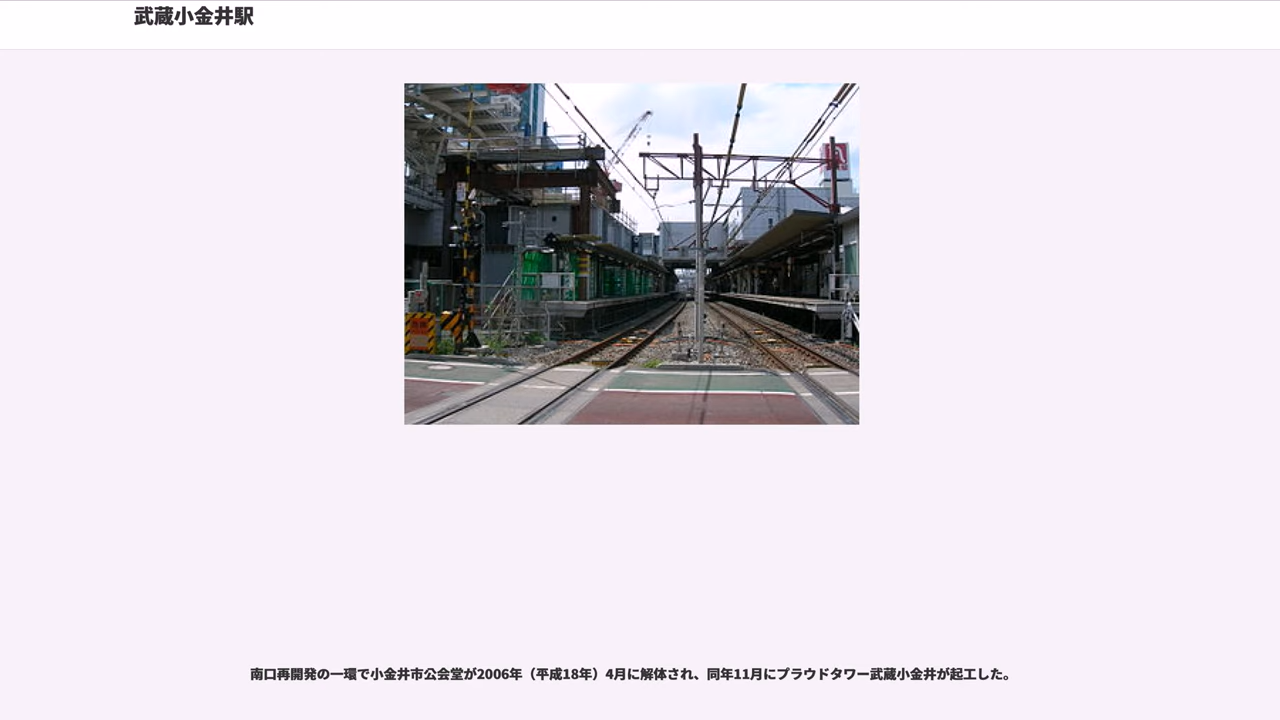 武蔵小金井駅
南口再開発の一環で小金井市公会堂が2006年（平成18年）4月に解体され、同年11月にプラウドタワー武蔵小金井が起工した。